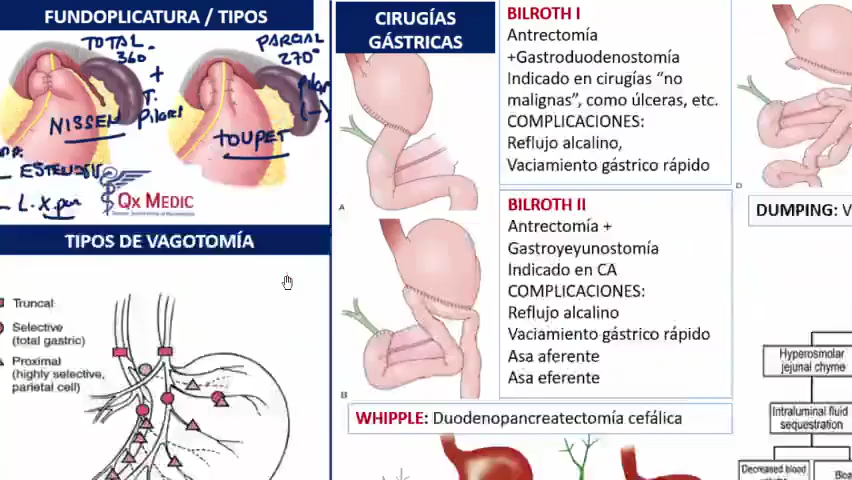 FUNDOPLICATURA / TIPOS
TOTAL
360°
+
T.
Pilares
NISSEN
PARCIAL
270°
pilar
(-)
TOUPET
L. X.
QX MEDIC
TIPOS DE VAGOTOMÍA
Truncal
Selective
(total gastric)
Proximal
(highly selective,
parietal cell)
CIRUGÍAS
GÁSTRICAS
A
BILROTH I
Antrectomía
+Gastroduodenostomía
Indicado en cirugías “no
malignas”, como úlceras, etc.
COMPLICACIONES:
Reflujo alcalino,
Vaciamiento gástrico rápido
BILROTH II
Antrectomía +
Gastroyeyunostomía
Indicado en CA
COMPLICACIONES:
Reflujo alcalino
Vaciamiento gástrico rápido
Asa aferente
Asa eferente
B
WHIPPLE: Duodenopancreatectomía cefálica
D
DUMPING: V
Hyperosmolar
jejunal chyme
Intraluminal fluid
sequestration
Decreased blood